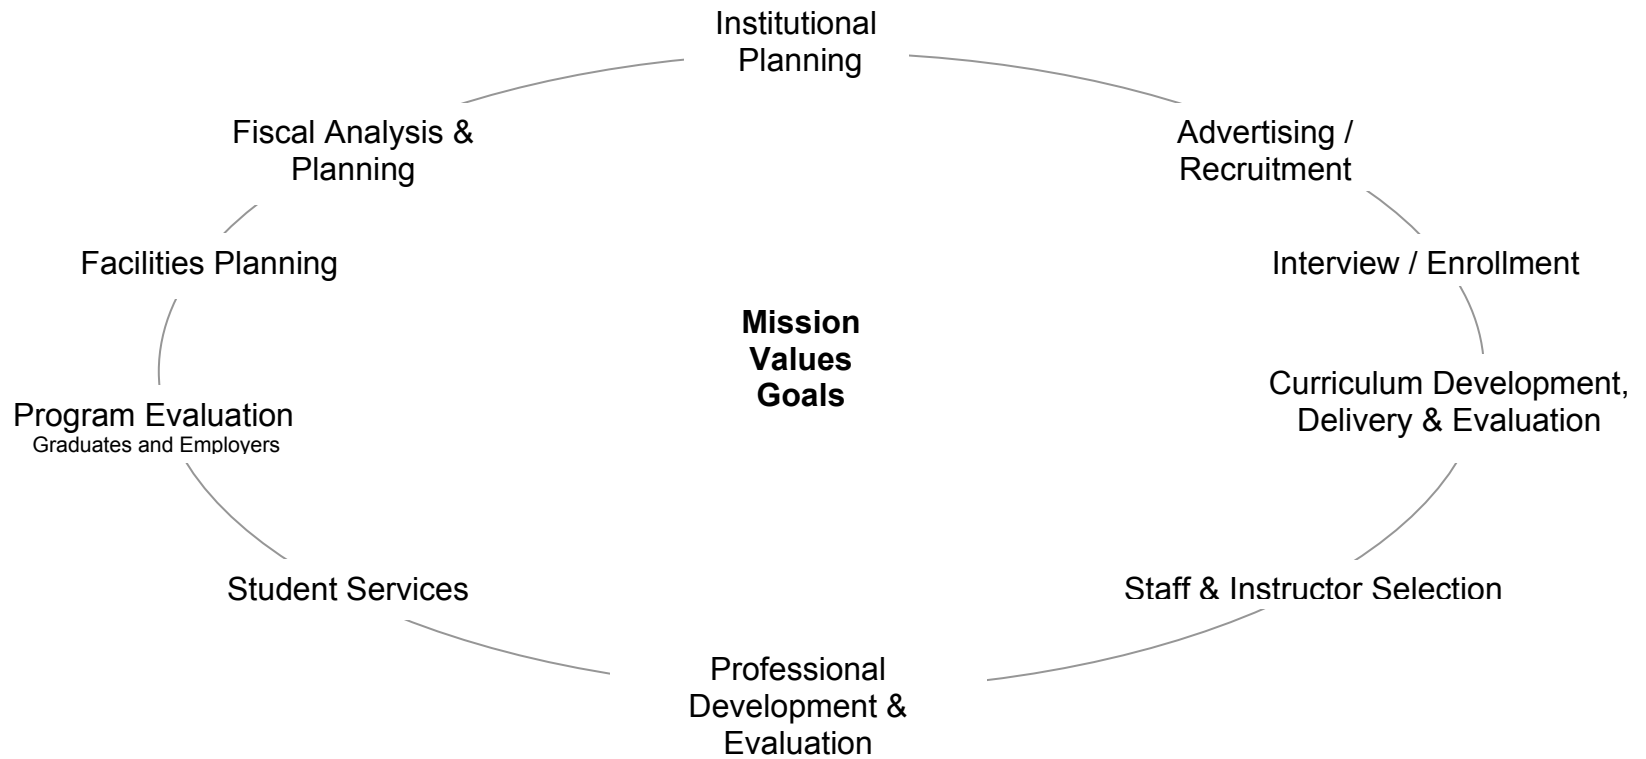 Institutional
Planning
Fiscal Analysis &
Planning
Advertising /
Recruitment
Facilities Planning
Interview / Enrollment
Mission
Values
Goals
Curriculum Development,
Delivery & Evaluation
Program Evaluation
Graduates and Employers
Student Services
Staff & Instructor Selection
Professional
Development &
Evaluation